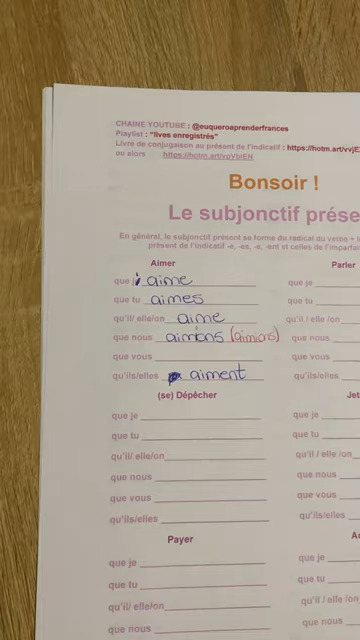 CHAINE YOUTUBE : @euqueroaprenderfrances
Playlist : "lives enregistrés"
Livre de conjugaison au présent de l'indicatif : https://hotm.art/vvjE
ou alors https://hotm.art/vpVblEN
Bonsoir !
Le subjonctif prése
En général, le subjonctif présent se forme du radical du verbe +
présent de l'indicatif -e, -es, -e, -ent et celles de l'imparfa
Aimer Parler
que j' aime que je
que tu aimes que tu
qu'il/ elle/on aime qu'il / elle /on
que nous aimions (aimions) que nous
que vous que vous
qu'ils/elles aiment qu'ils/elles
(se) Dépêcher Jet
que je que je
que tu que tu
qu'il/ elle/on qu'il / elle /on
que nous que nous
que vous que vous
qu'ils/elles qu'ils/elles
Payer A
que je que je
que tu que tu
qu'il/ elle/on qu'il / elle /on
que nous que nous